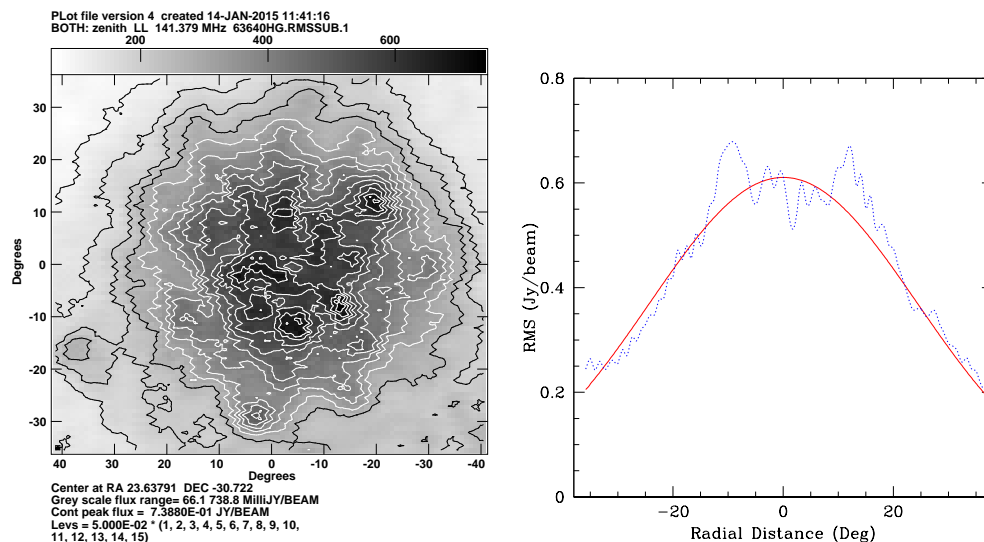 PLot file version 4 created 14-JAN-2015 11:41:16
BOTH: zenith LL 141.379 MHz 63640HG.RMSSUB.1
200 400 600
Degrees
30
20
10
0
-10
-20
-30
40 30 20 10 0 -10 -20 -30 -40
Degrees
Center at RA 23.63791 DEC -30.722
Grey scale flux range= 66.1 738.8 MilliJY/BEAM
Cont peak flux = 7.3880E-01 JY/BEAM
Levs = 5.000E-02 * (1, 2, 3, 4, 5, 6, 7, 8, 9, 10,
11, 12, 13, 14, 15)
RMS (Jy/beam)
0.8
0.6
0.4
0.2
0
-20 0 20
Radial Distance (Deg)